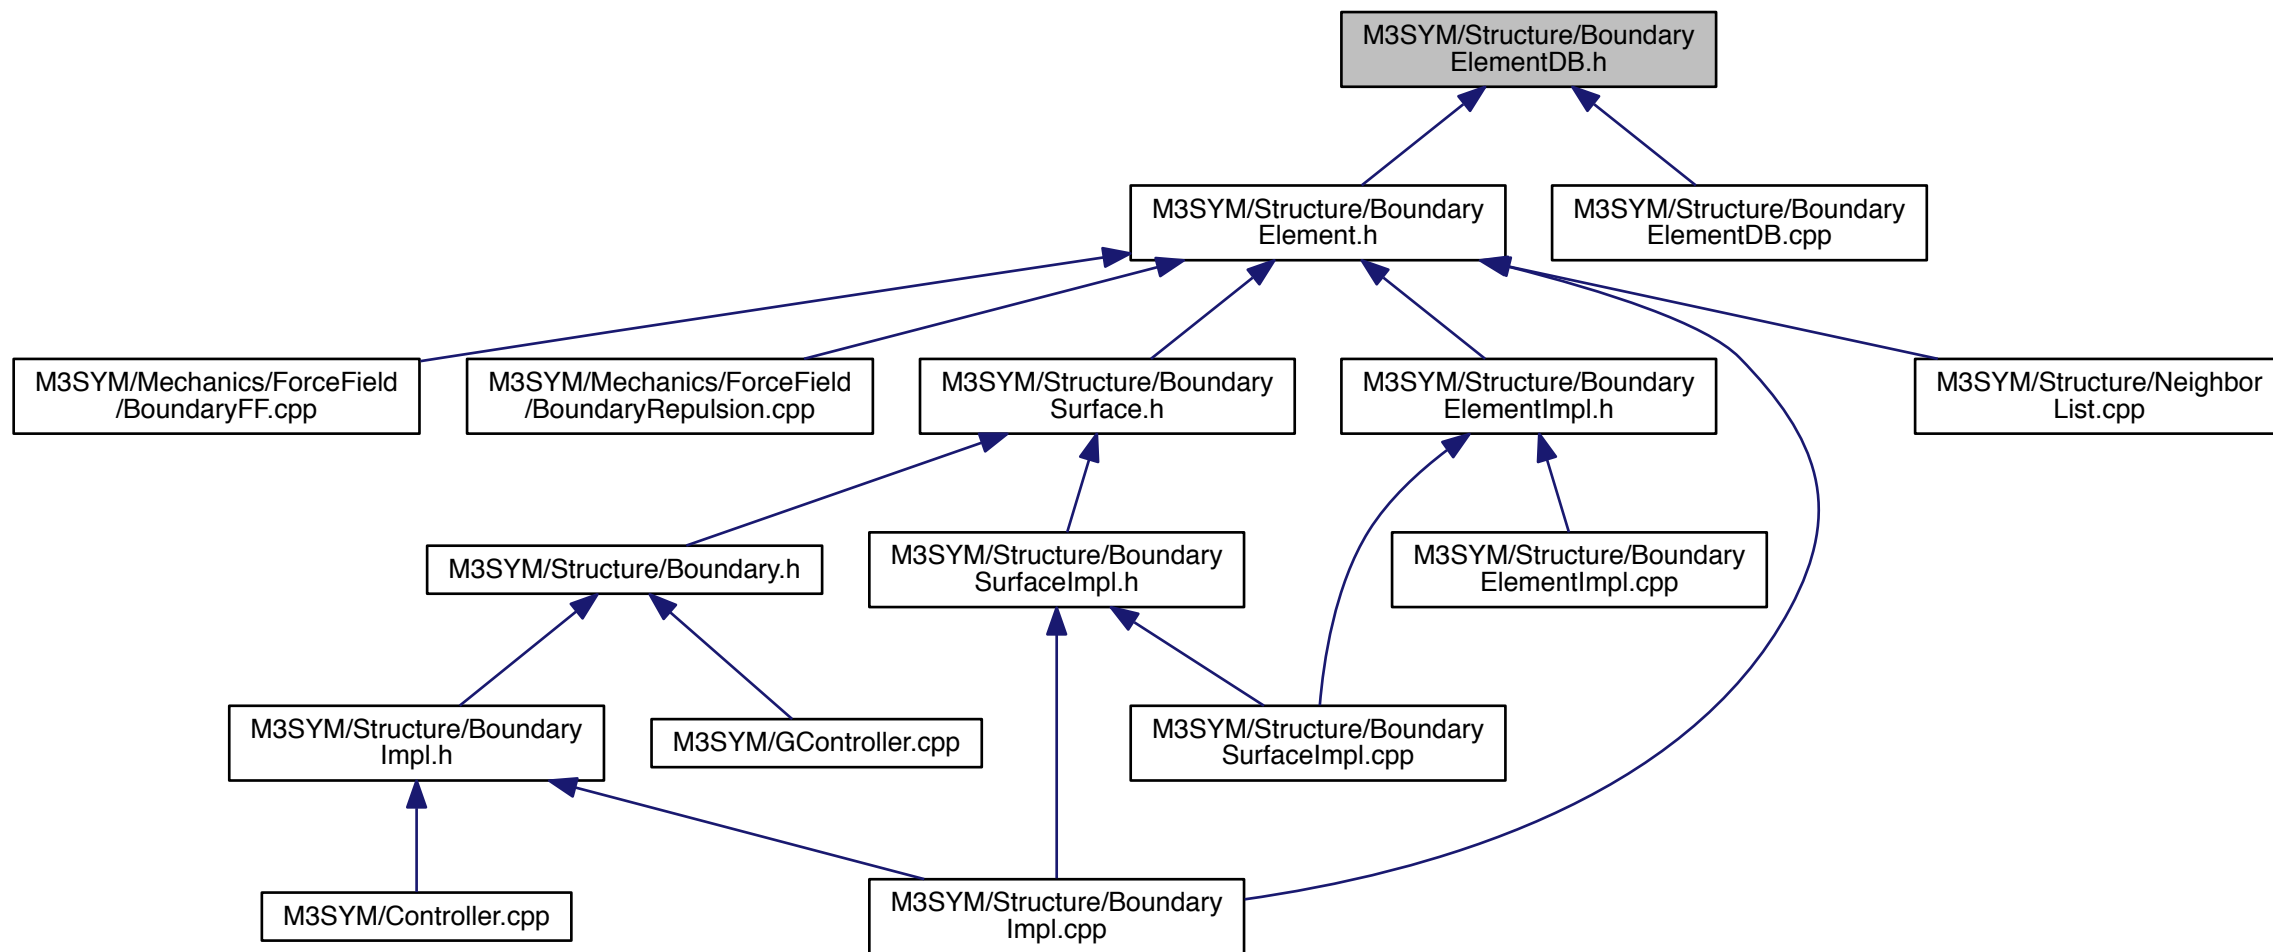 M3SYM/Structure/Boundary
ElementDB.h
M3SYM/Structure/Boundary
Element.h
M3SYM/Structure/Boundary
ElementDB.cpp
M3SYM/Mechanics/ForceField
/BoundaryFF.cpp
M3SYM/Mechanics/ForceField
/BoundaryRepulsion.cpp
M3SYM/Structure/Boundary
Surface.h
M3SYM/Structure/Boundary
ElementImpl.h
M3SYM/Structure/Neighbor
List.cpp
M3SYM/Structure/Boundary.h
M3SYM/Structure/Boundary
SurfaceImpl.h
M3SYM/Structure/Boundary
ElementImpl.cpp
M3SYM/Structure/Boundary
Impl.h
M3SYM/GController.cpp
M3SYM/Structure/Boundary
SurfaceImpl.cpp
M3SYM/Controller.cpp
M3SYM/Structure/Boundary
Impl.cpp